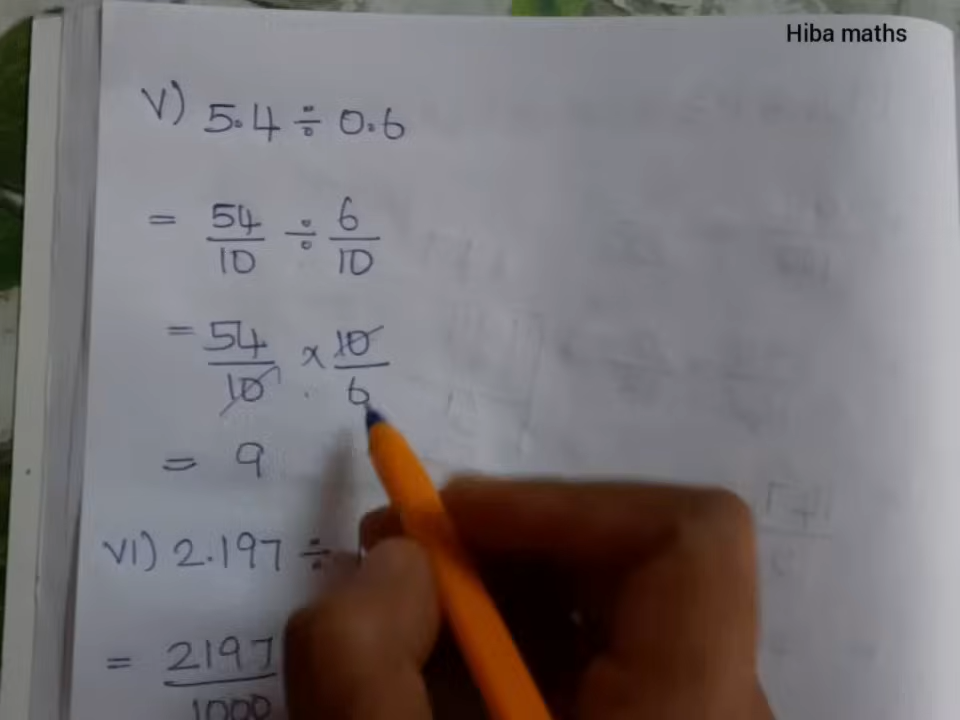 Hiba maths
V) 5.4 ÷ 0.6
= 54/10 ÷ 6/10
= 54/10 × 10/6
= 9
VI) 2.197 ÷
= 2197/1000